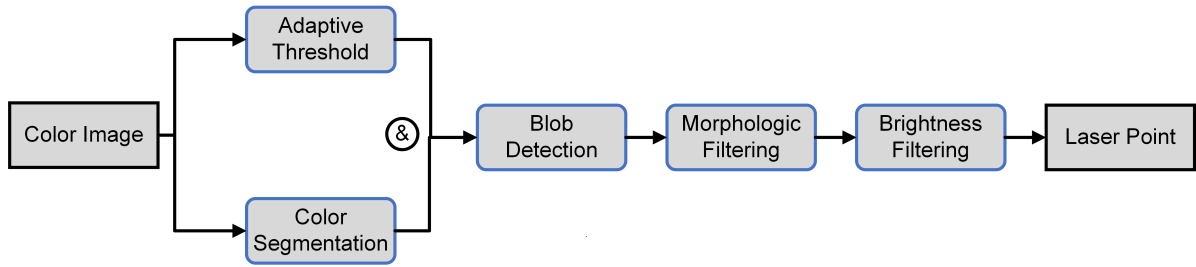 Color Image
Adaptive
Threshold
&
Color
Segmentation
Blob
Detection
Morphologic
Filtering
Brightness
Filtering
Laser Point